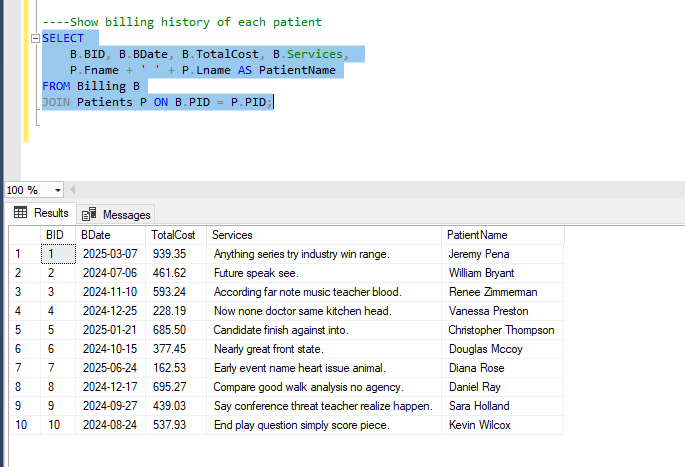 ----Show billing history of each patient
SELECT
B.BID, B.BDate, B.TotalCost, B.Services,
P.Fname + ' ' + P.Lname AS PatientName
FROM Billing B
JOIN Patients P ON B.PID = P.PID;
100 %
Results Messages
BID BDate TotalCost Services PatientName
1 1 2025-03-07 939.35 Anything series try industry win range. Jeremy Pena
2 2 2024-07-06 461.62 Future speak see. William Bryant
3 3 2024-11-10 593.24 According far note music teacher blood. Renee Zimmerman
4 4 2024-12-25 228.19 Now none doctor same kitchen head. Vanessa Preston
5 5 2025-01-21 685.50 Candidate finish against into. Christopher Thompson
6 6 2024-10-15 377.45 Nearly great front state. Douglas Mccoy
7 7 2025-06-24 162.53 Early event name heart issue animal. Diana Rose
8 8 2024-12-17 695.27 Compare good walk analysis no agency. Daniel Ray
9 9 2024-09-27 439.03 Say conference threat teacher realize happen. Sara Holland
10 10 2024-08-24 537.93 End play question simply score piece. Kevin Wilcox